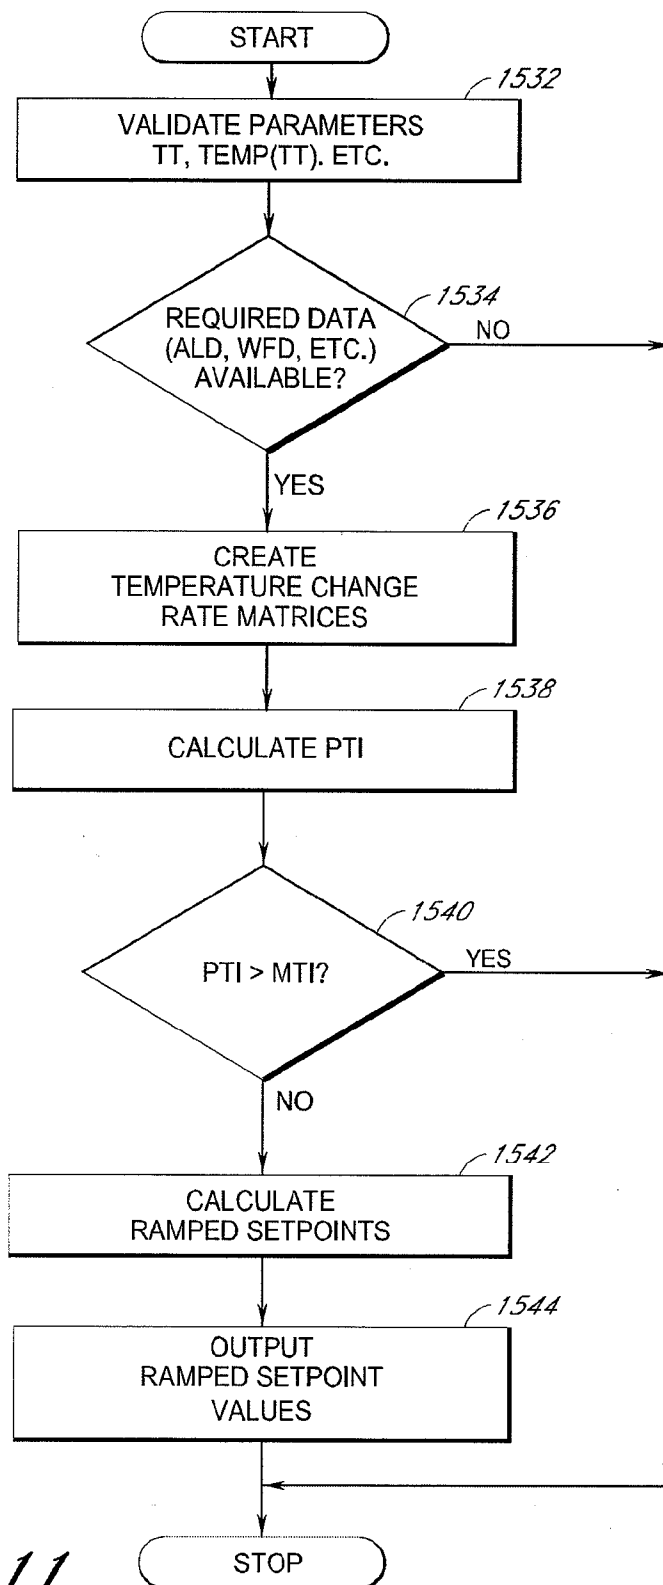 START
1532
VALIDATE PARAMETERS
TT, TEMP(TT). ETC.
1534
REQUIRED DATA
(ALD, WFD, ETC.)
AVAILABLE?
NO
YES
1536
CREATE
TEMPERATURE CHANGE
RATE MATRICES
1538
CALCULATE PTI
1540
PTI > MTI?
YES
NO
1542
CALCULATE
RAMPED SETPOINTS
1544
OUTPUT
RAMPED SETPOINT
VALUES
11
STOP